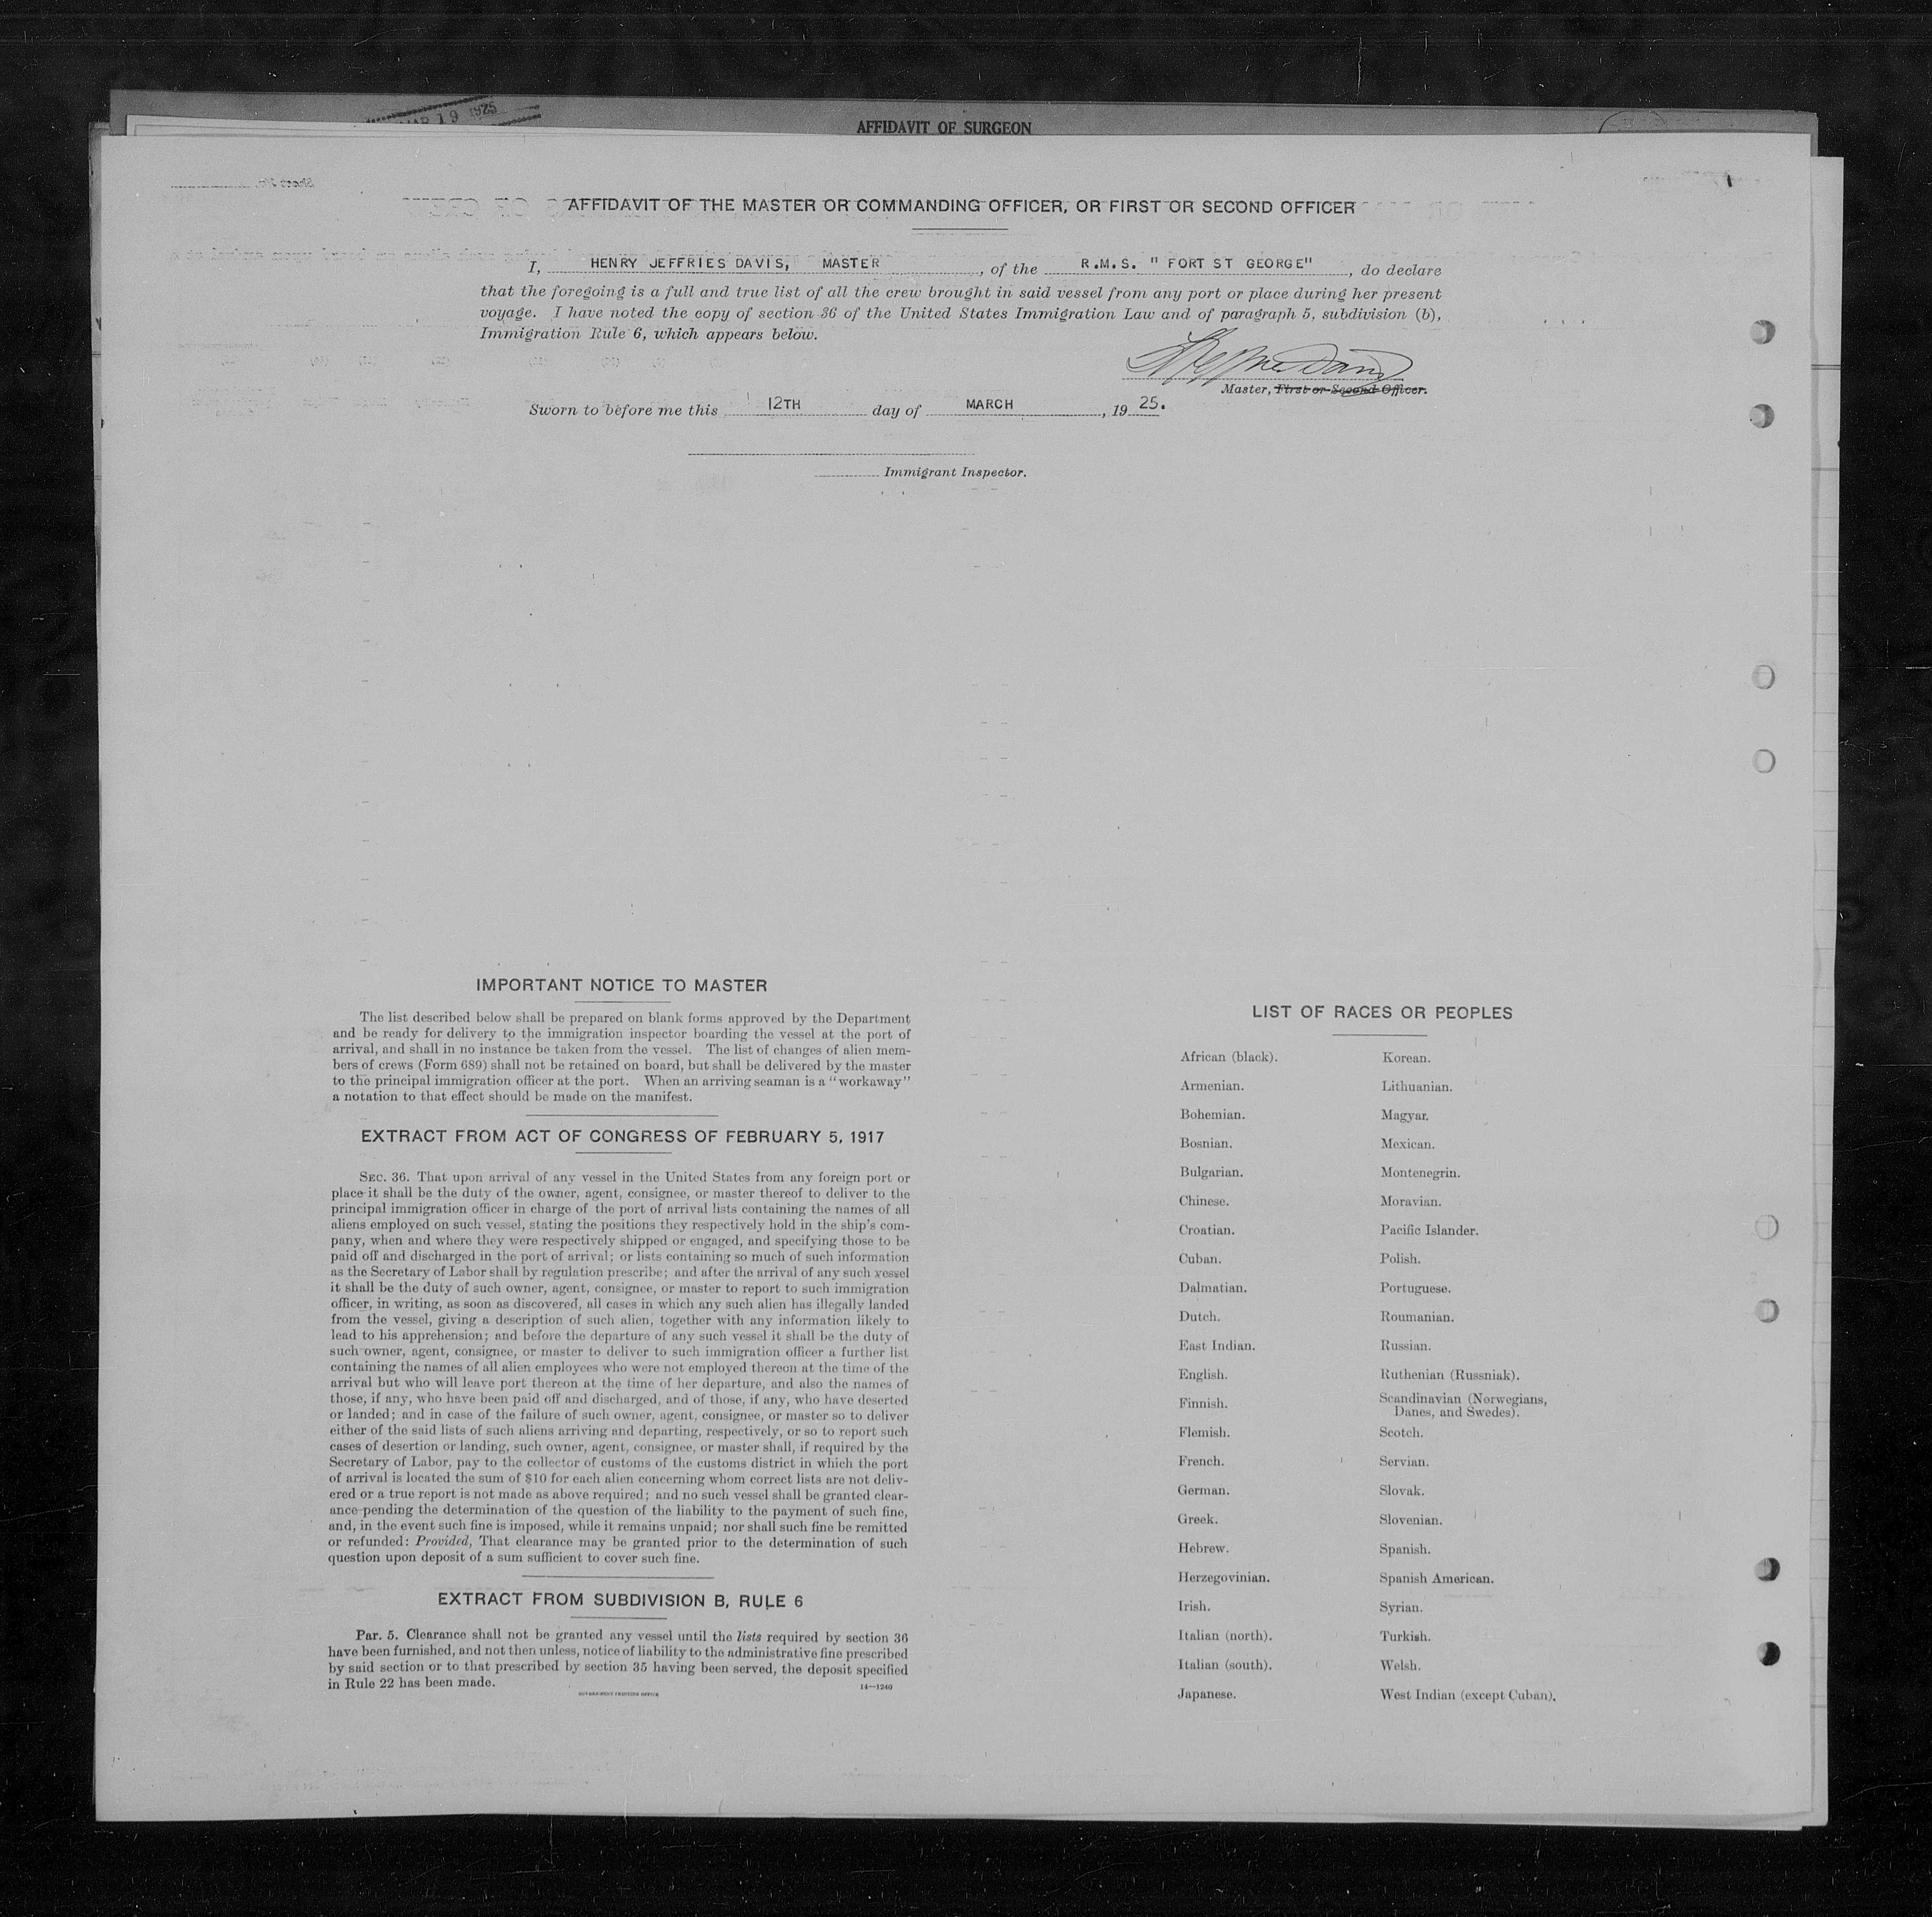 MAR 19 1925
AFFIDAVIT OF SURGEON
AFFIDAVIT OF THE MASTER OR COMMANDING OFFICER, OR FIRST OR SECOND OFFICER
I, HENRY JEFFRIES DAVIS, MASTER, of the R.M.S. " FORT ST GEORGE", do declare
that the foregoing is a full and true list of all the crew brought in said vessel from any port or place during her present
voyage. I have noted the copy of section 36 of the United States Immigration Law and of paragraph 5, subdivision (b),
Immigration Rule 6, which appears below.
Master, First or Second Officer.
Sworn to before me this 12TH day of MARCH, 19 25.
Immigrant Inspector.
IMPORTANT NOTICE TO MASTER
The list described below shall be prepared on blank forms approved by the Department
and be ready for delivery to the immigration inspector boarding the vessel at the port of
arrival, and shall in no instance be taken from the vessel. The list of changes of alien mem-
bers of crews (Form 689) shall not be retained on board, but shall be delivered by the master
to the principal immigration officer at the port. When an arriving seaman is a "workaway"
a notation to that effect should be made on the manifest.
EXTRACT FROM ACT OF CONGRESS OF FEBRUARY 5, 1917
SEC. 36. That upon arrival of any vessel in the United States from any foreign port or
place it shall be the duty of the owner, agent, consignee, or master thereof to deliver to the
principal immigration officer in charge of the port of arrival lists containing the names of all
aliens employed on such vessel, stating the positions they respectively hold in the ship's com-
pany, when and where they were respectively shipped or engaged, and specifying those to be
paid off and discharged in the port of arrival; or lists containing so much of such information
as the Secretary of Labor shall by regulation prescribe; and after the arrival of any such vessel
it shall be the duty of such owner, agent, consignee, or master to report to such immigration
officer, in writing, as soon as discovered, all cases in which any such alien has illegally landed
from the vessel, giving a description of such alien, together with any information likely to
lead to his apprehension; and before the departure of any such vessel it shall be the duty of
such owner, agent, consignee, or master to deliver to such immigration officer a further list
containing the names of all alien employees who were not employed thereon at the time of the
arrival but who will leave port thereon at the time of her departure, and also the names of
those, if any, who have been paid off and discharged, and of those, if any, who have deserted
or landed; and in case of the failure of such owner, agent, consignee, or master so to deliver
either of the said lists of such aliens arriving and departing, respectively, or so to report such
cases of desertion or landing, such owner, agent, consignee, or master shall, if required by the
Secretary of Labor, pay to the collector of customs of the customs district in which the port
of arrival is located the sum of $10 for each alien concerning whom correct lists are not deliv-
ered or a true report is not made as above required; and no such vessel shall be granted clear-
ance pending the determination of the question of the liability to the payment of such fine,
and, in the event such fine is imposed, while it remains unpaid; nor shall such fine be remitted
or refunded: Provided, That clearance may be granted prior to the determination of such
question upon deposit of a sum sufficient to cover such fine.
EXTRACT FROM SUBDIVISION B, RULE 6
Par. 5. Clearance shall not be granted any vessel until the lists required by section 36
have been furnished, and not then unless, notice of liability to the administrative fine prescribed
by said section or to that prescribed by section 35 having been served, the deposit specified
in Rule 22 has been made.
GOVERNMENT PRINTING OFFICE 14—1240
LIST OF RACES OR PEOPLES
African (black).
Armenian.
Bohemian.
Bosnian.
Bulgarian.
Chinese.
Croatian.
Cuban.
Dalmatian.
Dutch.
East Indian.
English.
Finnish.
Flemish.
French.
German.
Greek.
Hebrew.
Herzegovinian.
Irish.
Italian (north).
Italian (south).
Japanese.
Korean.
Lithuanian.
Magyar.
Mexican.
Montenegrin.
Moravian.
Pacific Islander.
Polish.
Portuguese.
Roumanian.
Russian.
Ruthenian (Russniak).
Scandinavian (Norwegians,
Danes, and Swedes).
Scotch.
Servian.
Slovak.
Slovenian.
Spanish.
Spanish American.
Syrian.
Turkish.
Welsh.
West Indian (except Cuban).